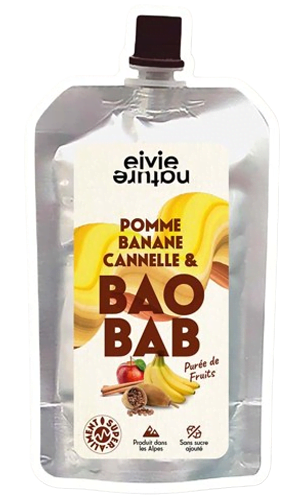 eivie
nature
POMME
BANANE
CANNELLE &
BAO
BAB
Purée de
Fruits
SUPER-ALIMENT
Produit dans
les Alpes
Sans sucre
ajouté